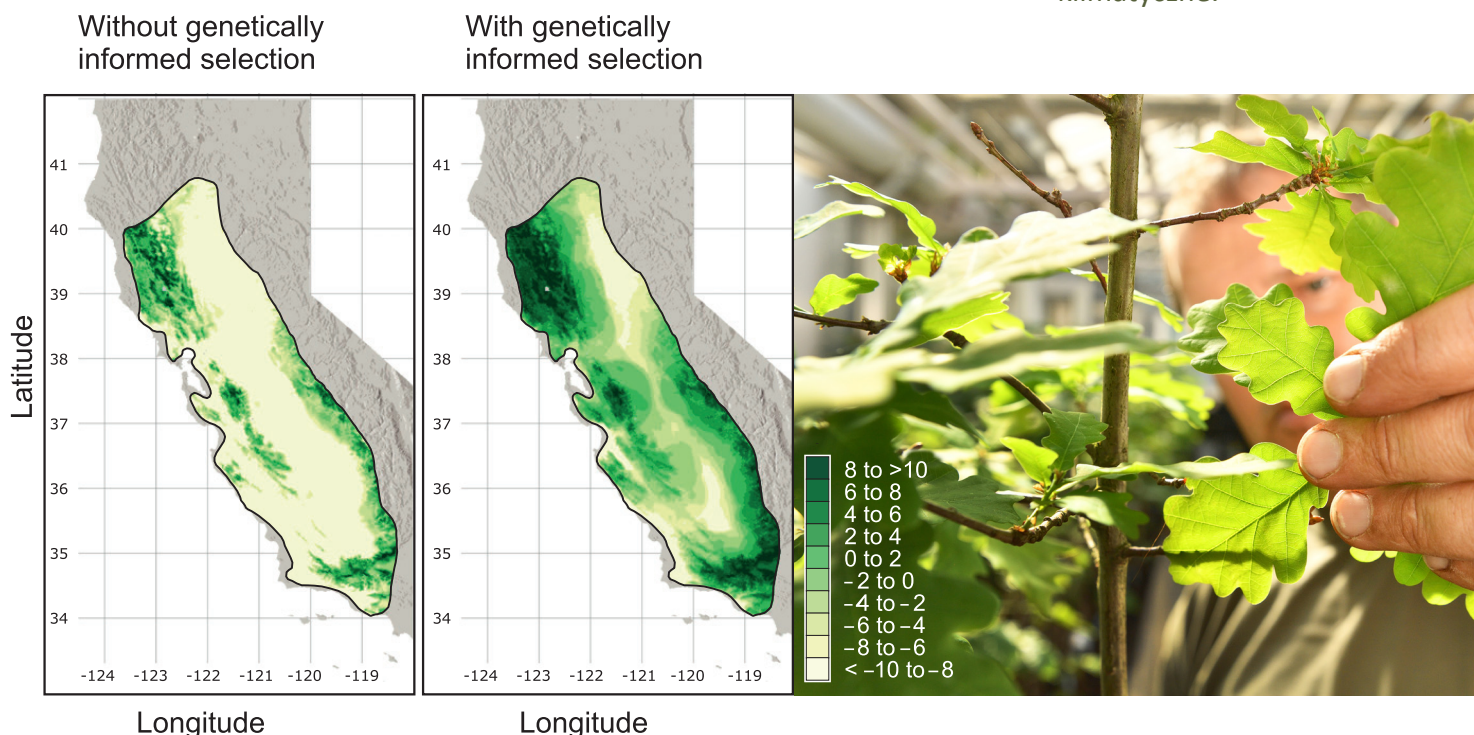 Without genetically
informed selection
With genetically
informed selection
Latitude
41
40
39
38
37
36
35
34
-124
-123
-122
-121
-120
-119
Longitude
41
40
39
38
37
36
35
34
-124
-123
-122
-121
-120
-119
Longitude
8 to >10
6 to 8
4 to 6
2 to 4
0 to 2
–2 to 0
–4 to –2
–6 to –4
–8 to –6
< –10 to –8